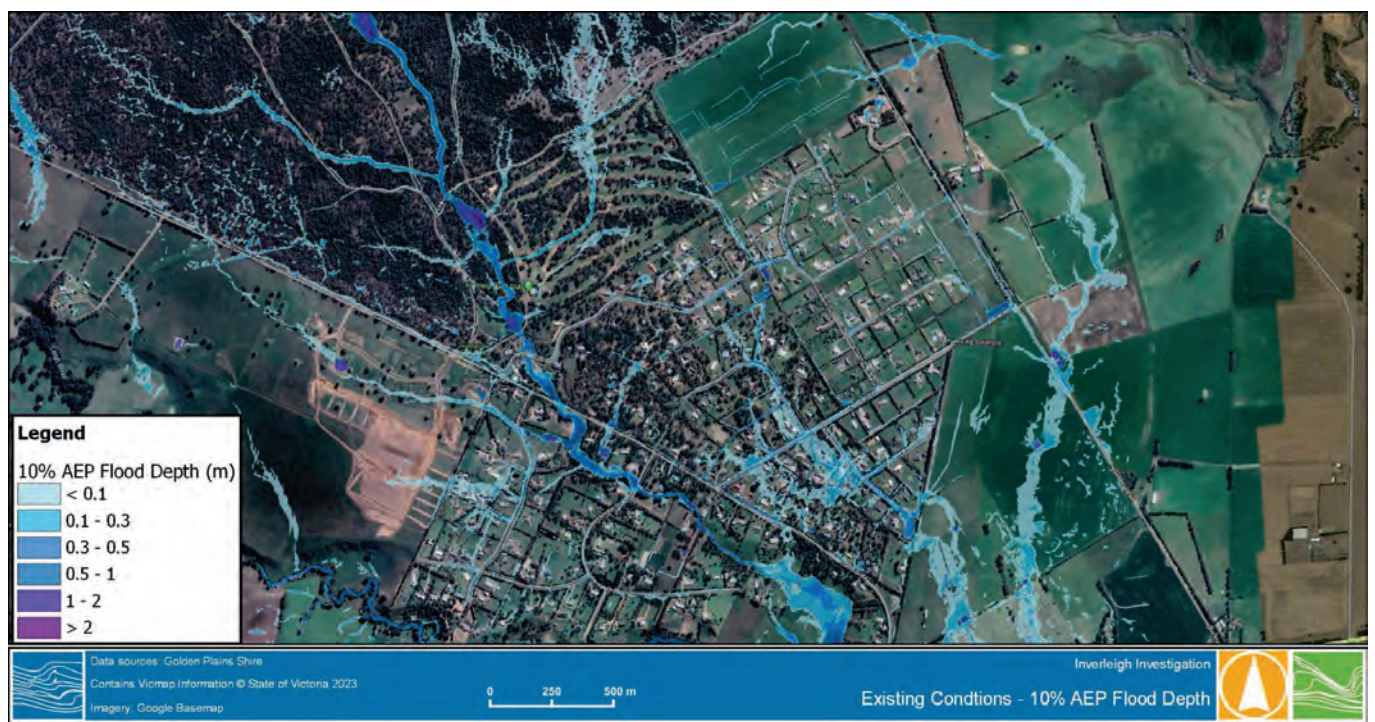 Legend
10% AEP Flood Depth (m)
< 0.1
0.1 - 0.3
0.3 - 0.5
0.5 - 1
1 - 2
> 2
Data sources: Golden Plains Shire
Contains Vicmap Information © State of Victoria 2023
Imagery: Google Basemap
0 250 500 m
Inverleigh Investigation
Existing Condtions - 10% AEP Flood Depth